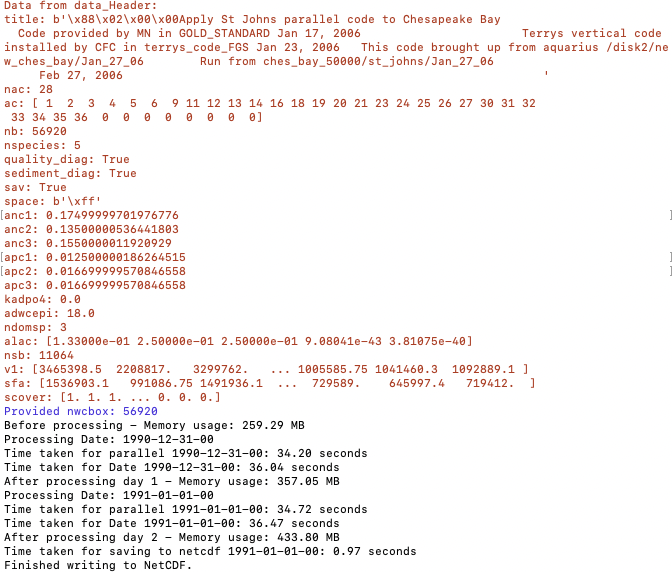 Data from data_Header:
title: b'\x88\x02\x00\x00Apply St Johns parallel code to Chesapeake Bay
Code provided by MN in GOLD_STANDARD Jan 17, 2006 Terrys vertical code
installed by CFC in terrys_code_FGS Jan 23, 2006 This code brought up from aquarius /disk2/ne
w_ches_bay/Jan_27_06 Run from ches_bay_50000/st_johns/Jan_27_06
Feb 27, 2006 '
nac: 28
ac: [ 1 2 3 4 5 6 9 11 12 13 14 16 18 19 20 21 23 24 25 26 27 30 31 32
33 34 35 36 0 0 0 0 0 0 0 0]
nb: 56920
nspecies: 5
quality_diag: True
sediment_diag: True
sav: True
space: b'\xff'
[anc1: 0.17499999701976776 ]
anc2: 0.13500000536441803
anc3: 0.1550000011920929
[apc1: 0.012500000186264515 ]
[apc2: 0.016699999570846558 ]
apc3: 0.016699999570846558
kadpo4: 0.0
adwcepi: 18.0
ndomsp: 3
alac: [1.33000e-01 2.50000e-01 2.50000e-01 9.08041e-43 3.81075e-40]
nsb: 11064
v1: [3465398.5 2208817. 3299762. ... 1005585.75 1041460.3 1092889.1 ]
sfa: [1536903.1 991086.75 1491936.1 ... 729589. 645997.4 719412. ]
scover: [1. 1. 1. ... 0. 0. 0.]
Provided nwcbox: 56920
Before processing - Memory usage: 259.29 MB
Processing Date: 1990-12-31-00
Time taken for parallel 1990-12-31-00: 34.20 seconds
Time taken for Date 1990-12-31-00: 36.04 seconds
After processing day 1 - Memory usage: 357.05 MB
Processing Date: 1991-01-01-00
Time taken for parallel 1991-01-01-00: 34.72 seconds
Time taken for Date 1991-01-01-00: 36.47 seconds
After processing day 2 - Memory usage: 433.80 MB
Time taken for saving to netcdf 1991-01-01-00: 0.97 seconds
Finished writing to NetCDF.